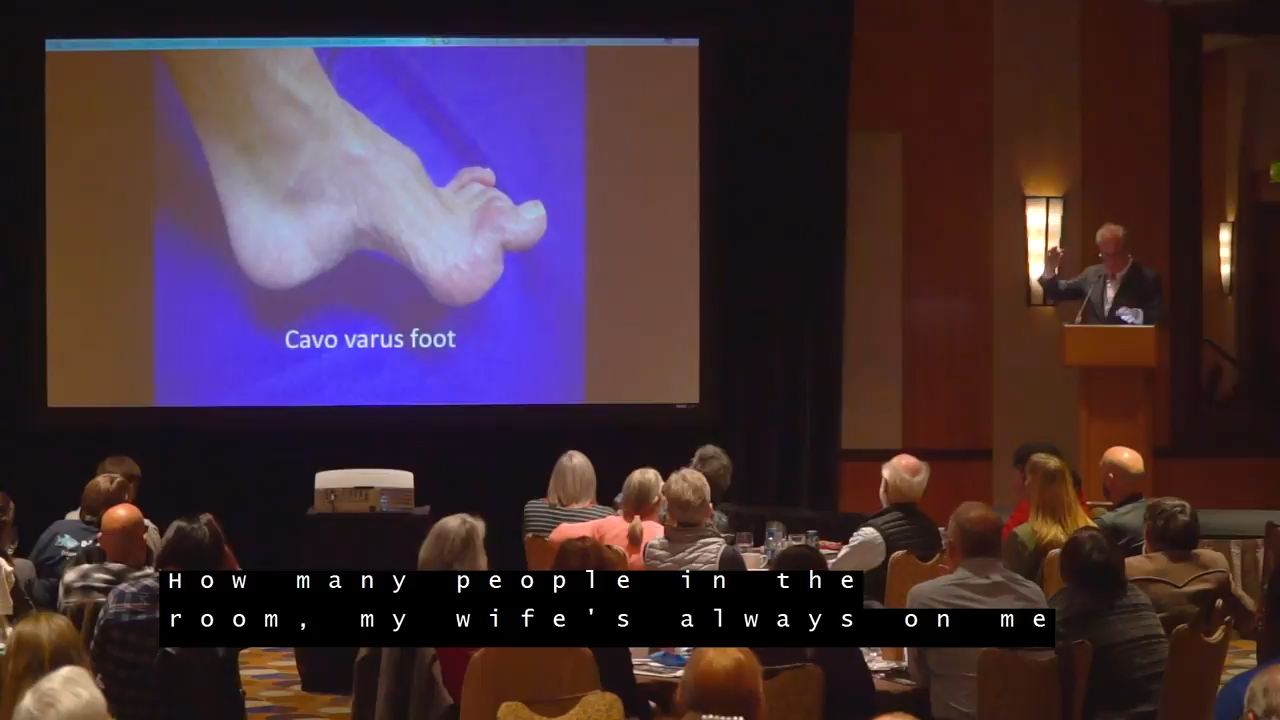 Cavo varus foot
How many people in the
room, my wife's always on me